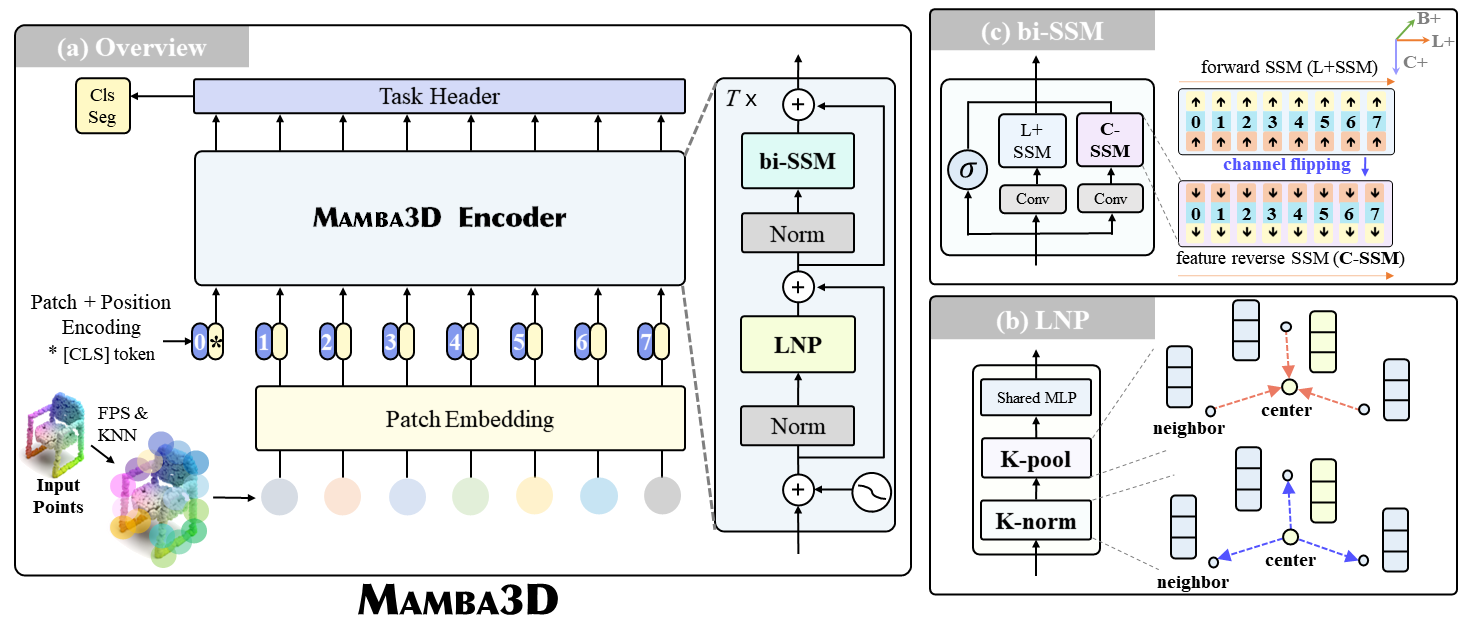 (a) Overview
Cls
Seg
Task Header
MAMBA3D Encoder
Patch + Position
Encoding
* [CLS] token
0 * 1 2 3 4 5 6 7
Patch Embedding
FPS &
KNN
Input
Points
T x
bi-SSM
Norm
LNP
Norm
MAMBA3D
(c) bi-SSM
B+
L+
C+
σ
L+
SSM
C-
SSM
Conv
Conv
forward SSM (L+SSM)
0 1 2 3 4 5 6 7
channel flipping
0 1 2 3 4 5 6 7
feature reverse SSM (C-SSM)
(b) LNP
Shared MLP
K-pool
K-norm
center
neighbor
center
neighbor